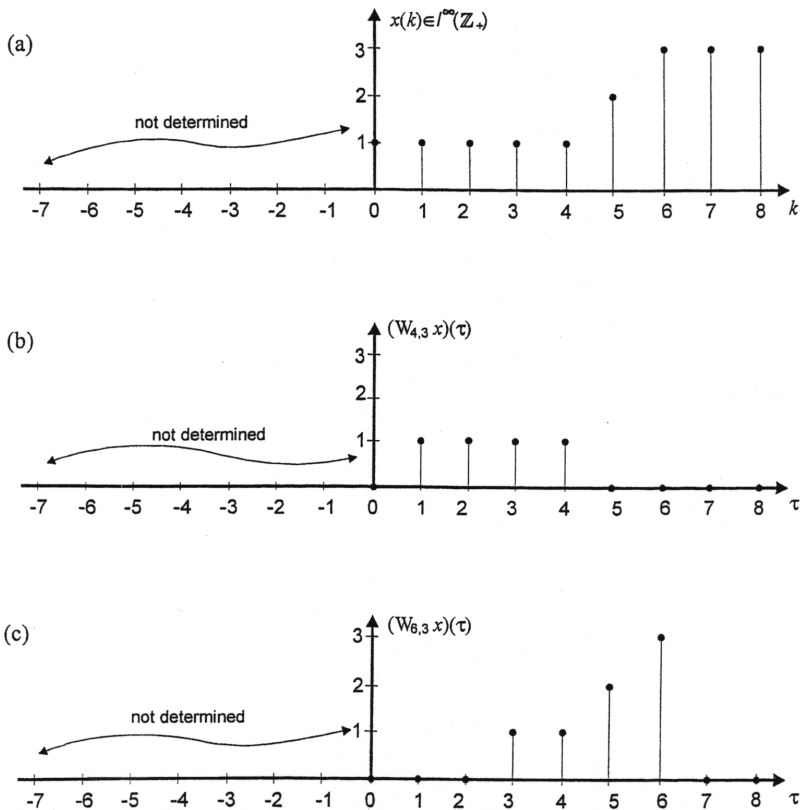 (a)
x(k)∈l^∞(ℤ₊)
3
2
1
not determined
-7 -6 -5 -4 -3 -2 -1 0 1 2 3 4 5 6 7 8 k
(b)
(W₄,₃ x)(τ)
3
2
1
not determined
-7 -6 -5 -4 -3 -2 -1 0 1 2 3 4 5 6 7 8 τ
(c)
(W₆,₃ x)(τ)
3
2
1
not determined
-7 -6 -5 -4 -3 -2 -1 0 1 2 3 4 5 6 7 8 τ